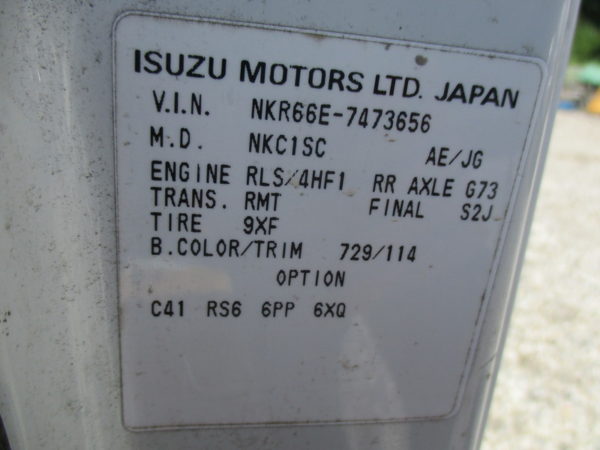 ISUZU MOTORS LTD. JAPAN
V.I.N. NKR66E-7473656
M.D. NKC1SC AE/JG
ENGINE RLS/4HF1 RR AXLE G73
TRANS. RMT FINAL S2J
TIRE 9XF
B.COLOR/TRIM 729/114
OPTION
C41 RS6 6PP 6XQ